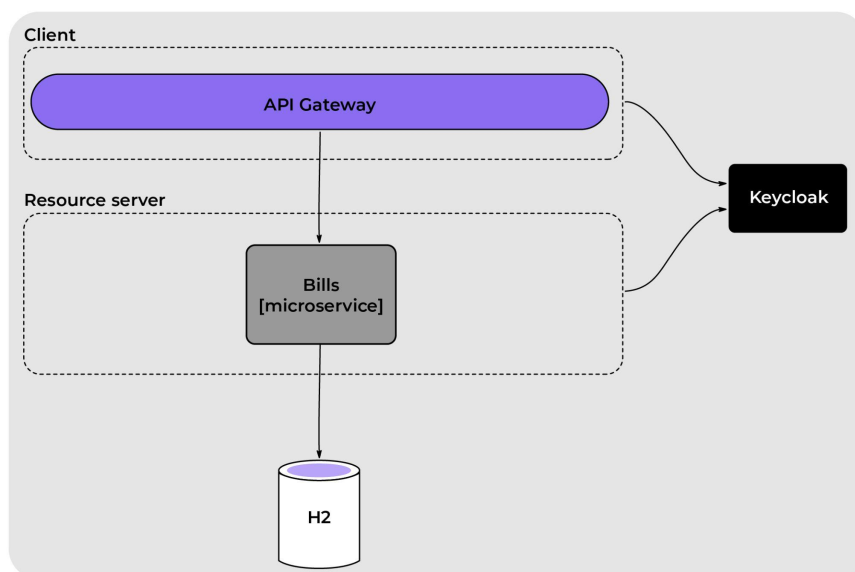 Client
API Gateway
Keycloak
Resource server
Bills
[microservice]
H2